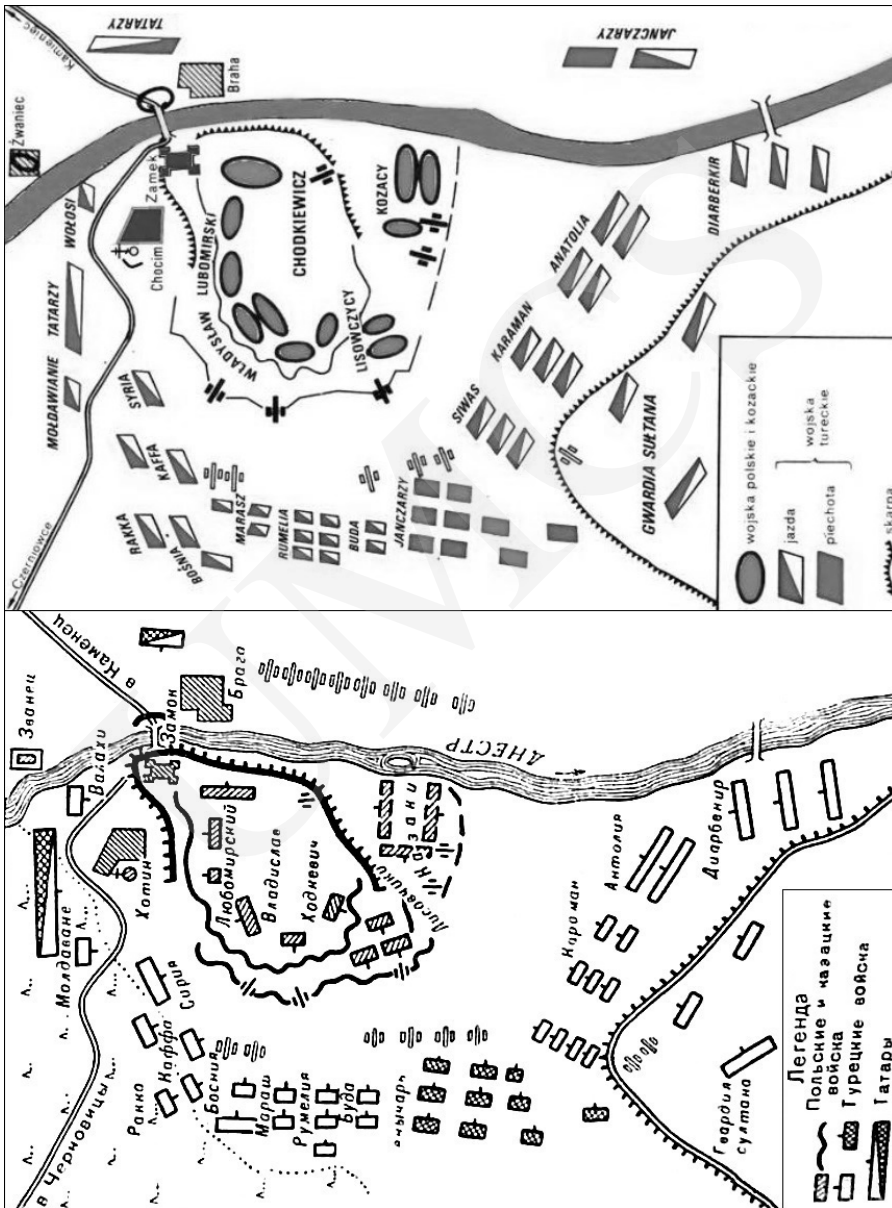 Kamieniec
TATARZY
JANCZARZY
Żwaniec
Braha
Zamek
WOŁOSI
Chocim
LUBOMIRSKI
CHODKIEWICZ
KOZACY
DIARBERKIR
ANATOLIA
TATARZY
WŁADYSŁAW
LISOWCZYCY
KARAMAN
MOŁDAWIANIE
SYRIA
SIWAS
KAFFA
GWARDIA SUŁTANA
MARASZ
RAKKA
BOŚNIA
RUMELIA
BUDA
JANCZARZY
Czerniowce
wojska polskie i kozackie
jazda
wojska
tureckie
piechota
skarpa
UMCS
в Каменец
Званец
Брага
Замок
Валахи
ДНЕСТР
Хотин
Любомирский
Владислав
Ходкевич
Казаки
Лисовчики
Молдаване
Сирия
Диарбекир
Антолия
Караман
Каффа
Ракка
Босния
Мараш
Румелия
Буда
янычары
Гвардия
султана
в Черновицы
Легенда
Польские и казацкие
войска
Турецкие войска
Татары